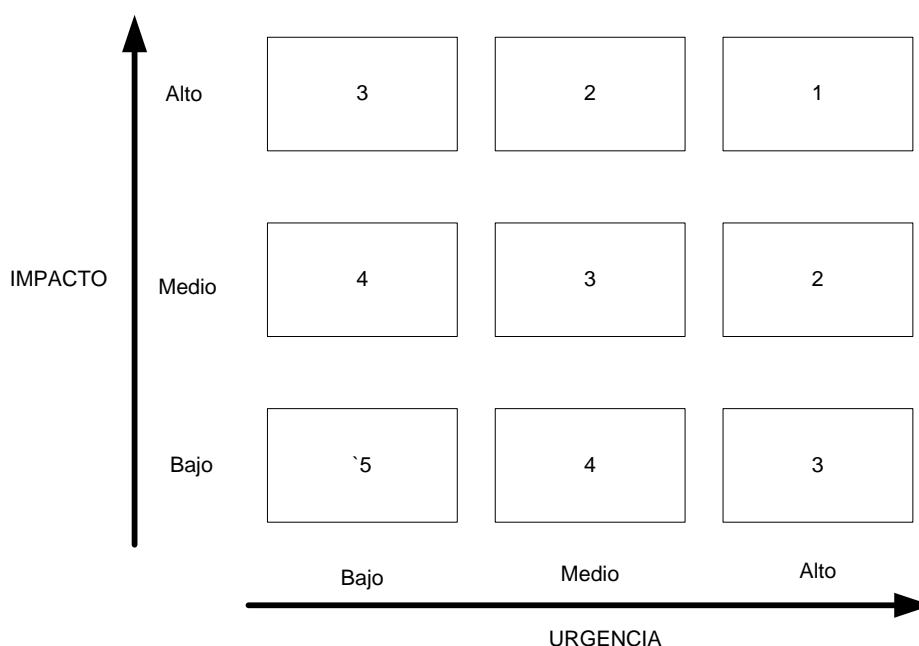 Alto 3 2 1
IMPACTO Medio 4 3 2
Bajo `5 4 3
Bajo Medio Alto
URGENCIA